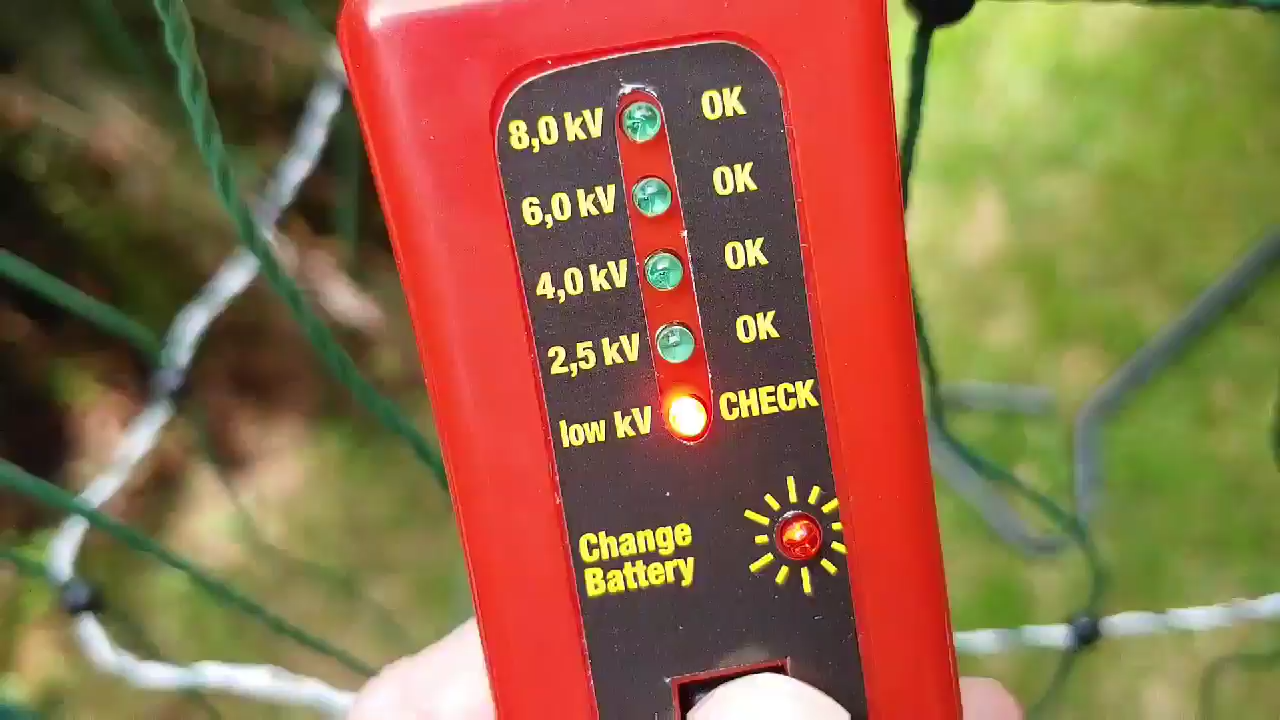 8,0 kV OK
6,0 kV OK
4,0 kV OK
2,5 kV OK
low kV CHECK
Change
Battery